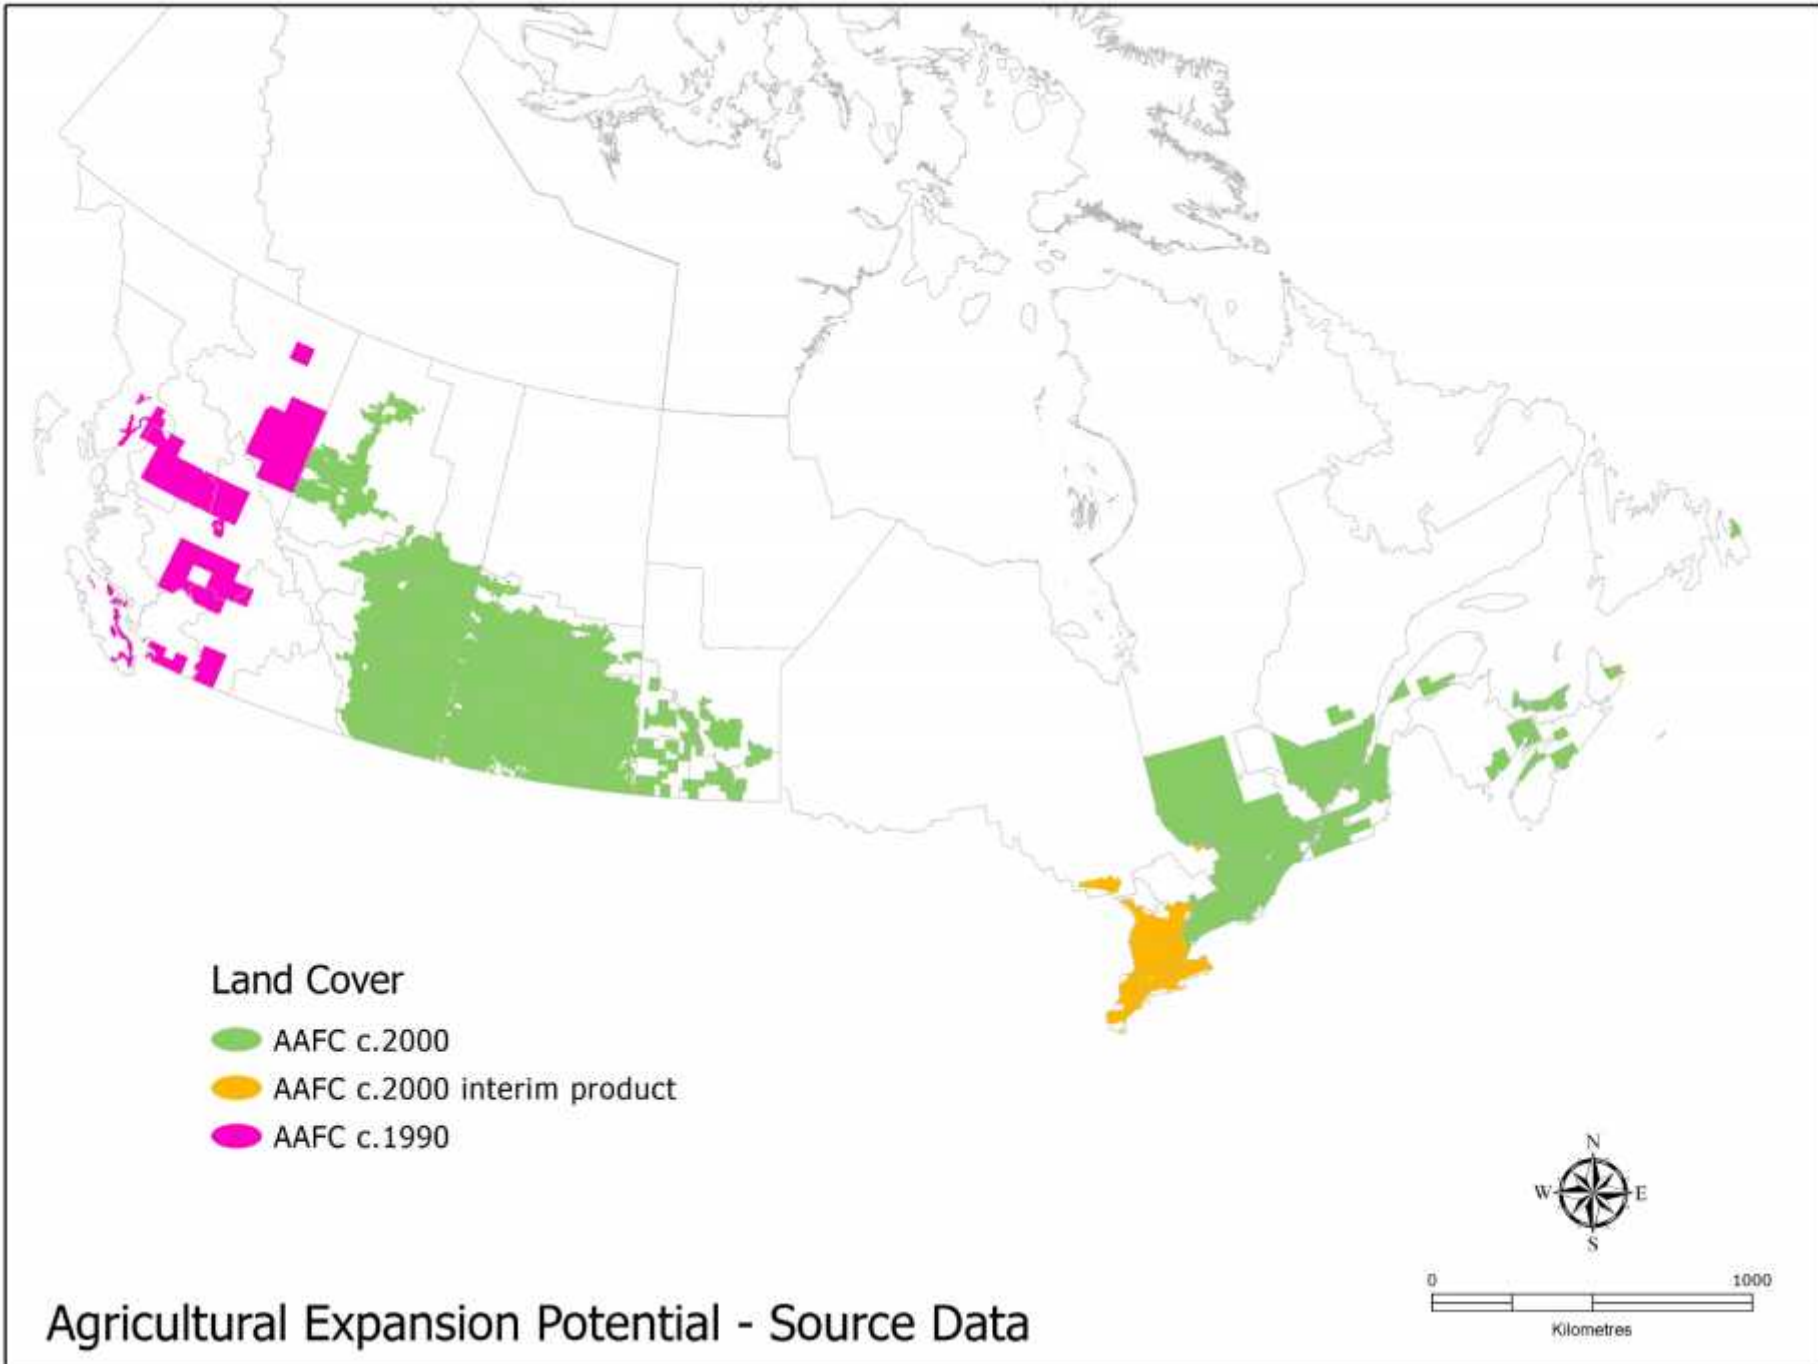 Land Cover
AAFC c.2000
AAFC c.2000 interim product
AAFC c.1990
N
W E
S
0 1000
Kilometres
Agricultural Expansion Potential - Source Data